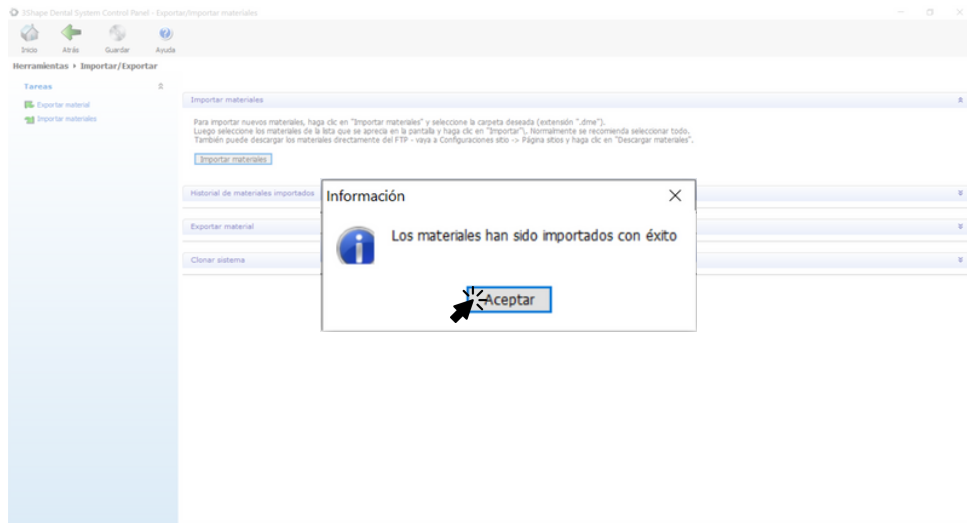 3Shape Dental System Control Panel - Exportar/Importar materiales
Inicio
Atrás
Guardar
Ayuda
Herramientas › Importar/Exportar
Tareas
Exportar material
Importar materiales
Importar materiales
Para importar nuevos materiales, haga clic en "Importar materiales" y seleccione la carpeta deseada (extensión ".dme").
Luego seleccione los materiales de la lista que se aprecia en la pantalla y haga clic en "Importar"\. Normalmente se recomienda seleccionar todo.
También puede descargar los materiales directamente del FTP - vaya a Configuraciones sitio -> Página sitios y haga clic en "Descargar materiales".
Importar materiales
Historial de materiales importados
Exportar material
Clonar sistema
Información
Los materiales han sido importados con éxito
Aceptar